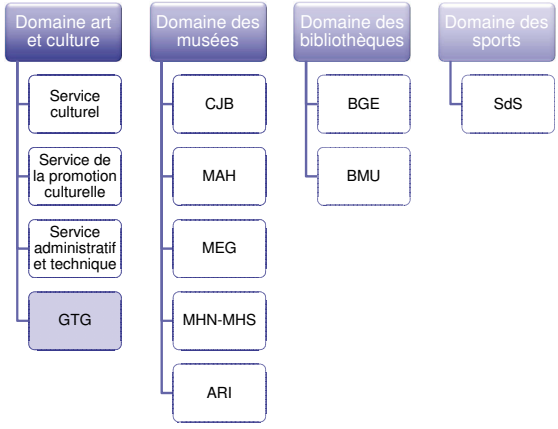 Domaine art
et culture
Service
culturel
Service de
la promotion
culturelle
Service
administratif
et technique
GTG
Domaine des
musées
CJB
MAH
MEG
MHN-MHS
ARI
Domaine des
bibliothèques
BGE
BMU
Domaine des
sports
SdS